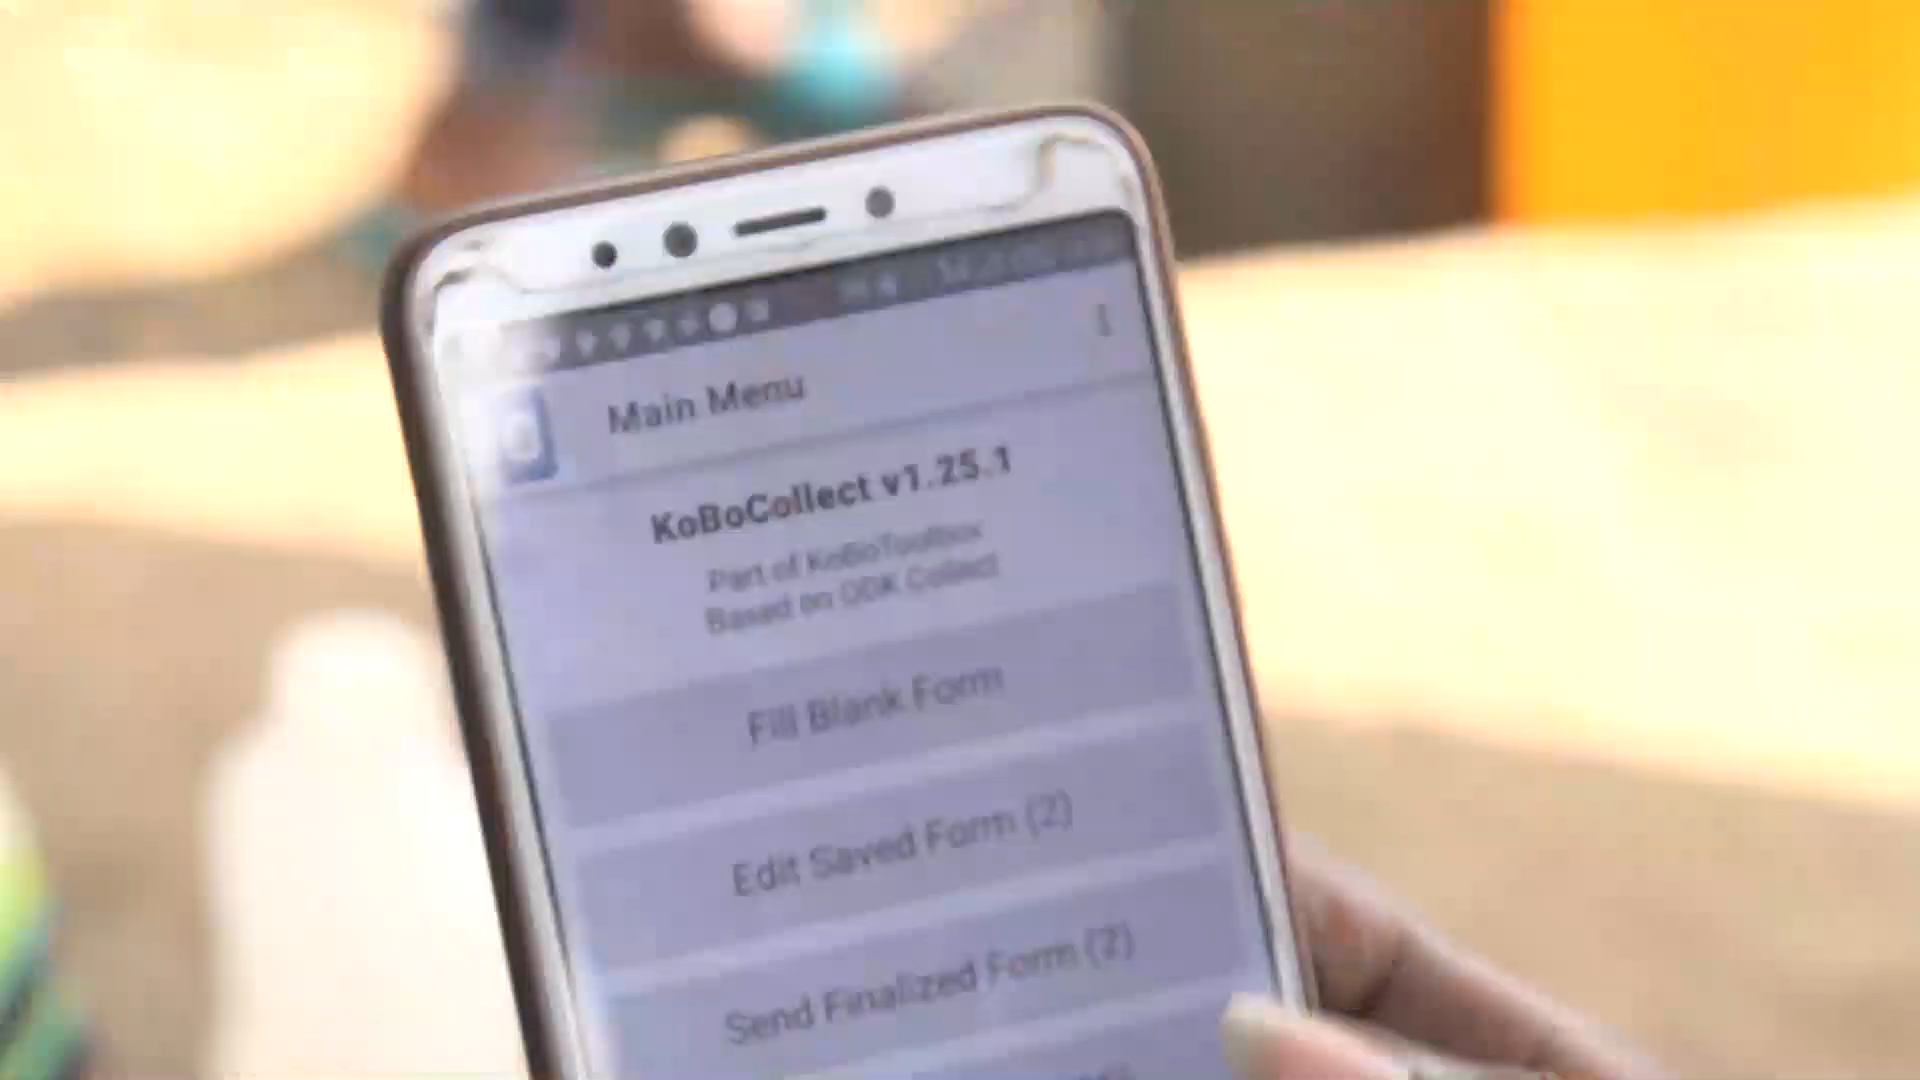 Main Menu
KoBoCollect v1.25.1
Part of KoBoToolbox
Based on ODK Collect
Fill Blank Form
Edit Saved Form (2)
Send Finalized Form (2)